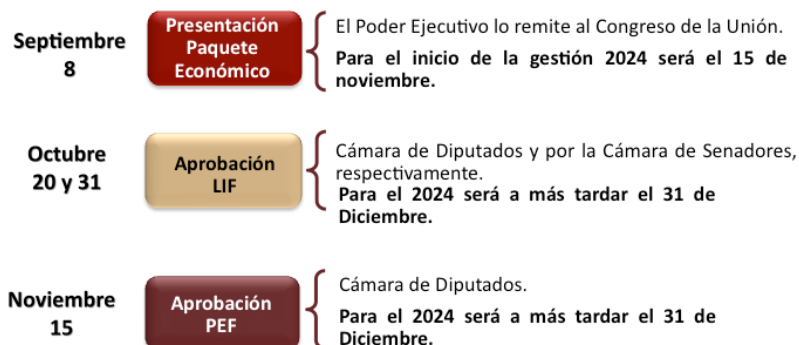 Septiembre
8
Presentación
Paquete
Económico
El Poder Ejecutivo lo remite al Congreso de la Unión.
Para el inicio de la gestión 2024 será el 15 de
noviembre.
Octubre
20 y 31
Aprobación
LIF
Cámara de Diputados y por la Cámara de Senadores,
respectivamente.
Para el 2024 será a más tardar el 31 de
Diciembre.
Noviembre
15
Aprobación
PEF
Cámara de Diputados.
Para el 2024 será a más tardar el 31 de
Diciembre.